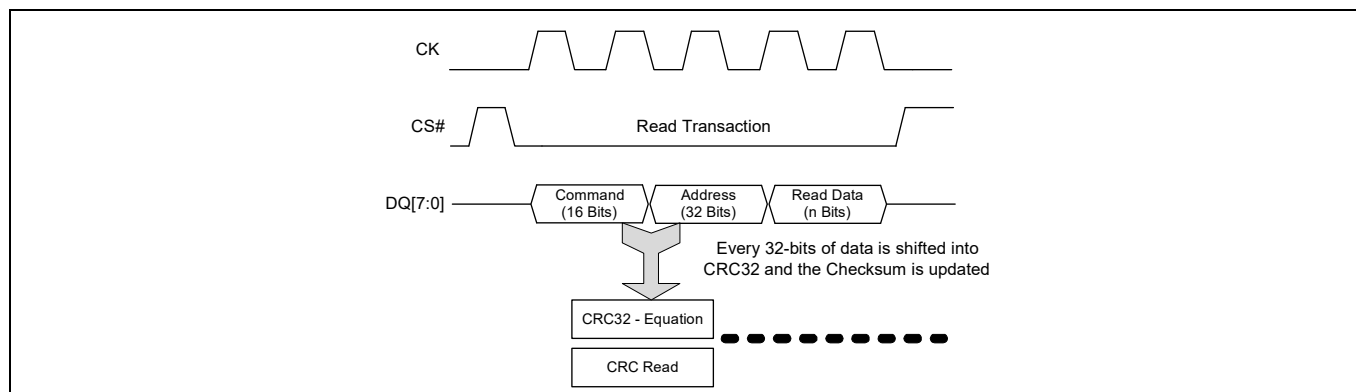 CK
CS#
Read Transaction
DQ[7:0]
Command
(16 Bits)
Address
(32 Bits)
Read Data
(n Bits)
Every 32-bits of data is shifted into
CRC32 and the Checksum is updated
CRC32 - Equation
CRC Read